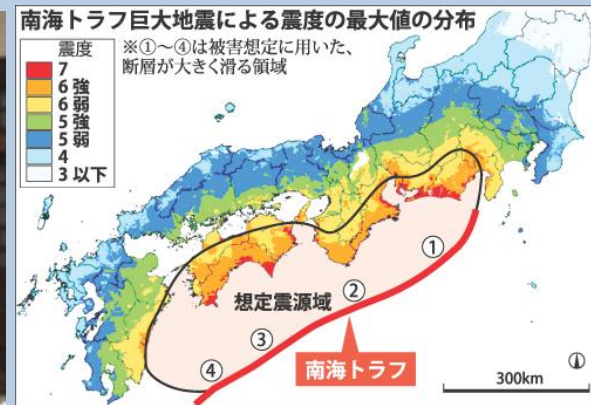 南海トラフ巨大地震による震度の最大値の分布
震度
7
6強
6弱
5強
5弱
4
3以下
※①～④は被害想定に用いた、
断層が大きく滑る領域
①
②
想定震源域
③
④
南海トラフ
300km